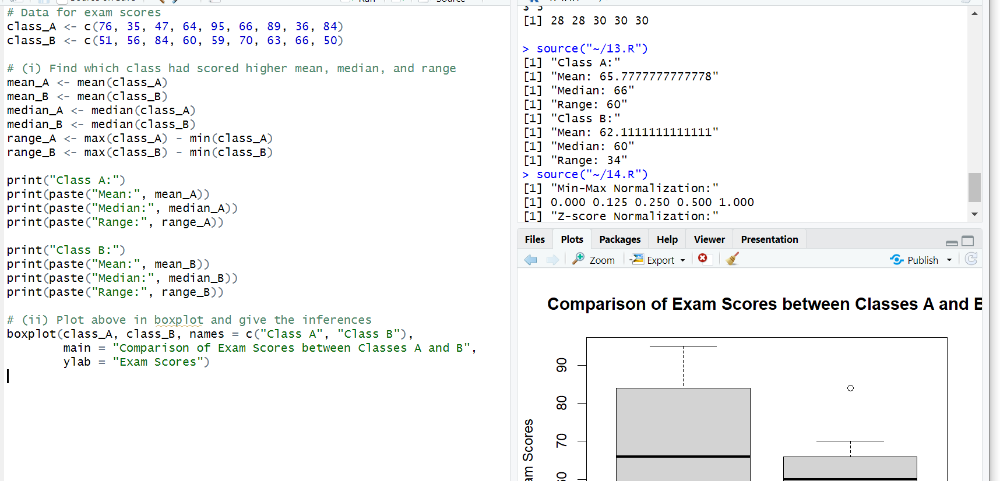 # Data for exam scores
class_A <- c(76, 35, 47, 64, 95, 66, 89, 36, 84)
class_B <- c(51, 56, 84, 60, 59, 70, 63, 66, 50)
# (i) Find which class had scored higher mean, median, and range
mean_A <- mean(class_A)
mean_B <- mean(class_B)
median_A <- median(class_A)
median_B <- median(class_B)
range_A <- max(class_A) - min(class_A)
range_B <- max(class_B) - min(class_B)
print("Class A:")
print(paste("Mean:", mean_A))
print(paste("Median:", median_A))
print(paste("Range:", range_A))
print("Class B:")
print(paste("Mean:", mean_B))
print(paste("Median:", median_B))
print(paste("Range:", range_B))
# (ii) Plot above in boxplot and give the inferences
boxplot(class_A, class_B, names = c("Class A", "Class B"),
main = "Comparison of Exam Scores between Classes A and B",
ylab = "Exam Scores")
[1] 28 28 30 30 30
> source("~/13.R")
[1] "Class A:"
[1] "Mean: 65.7777777777778"
[1] "Median: 66"
[1] "Range: 60"
[1] "Class B:"
[1] "Mean: 62.1111111111111"
[1] "Median: 60"
[1] "Range: 34"
> source("~/14.R")
[1] "Min-Max Normalization:"
[1] 0.000 0.125 0.250 0.500 1.000
[1] "Z-score Normalization:"
Files Plots Packages Help Viewer Presentation
Zoom Export Publish
Comparison of Exam Scores between Classes A and B
90
80
70
am Scores